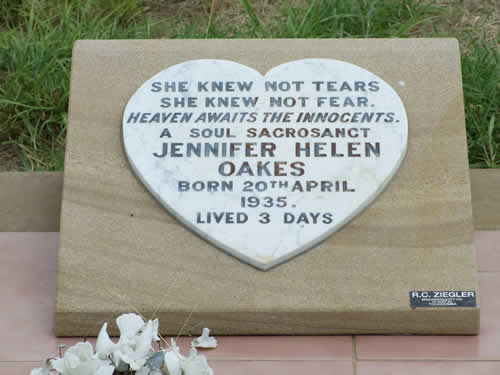 SHE KNEW NOT TEARS
SHE KNEW NOT FEAR.
HEAVEN AWAITS THE INNOCENTS.
A SOUL SACROSANCT
JENNIFER HELEN
OAKES
BORN 20TH APRIL
1935.
LIVED 3 DAYS
R.C. ZIEGLER